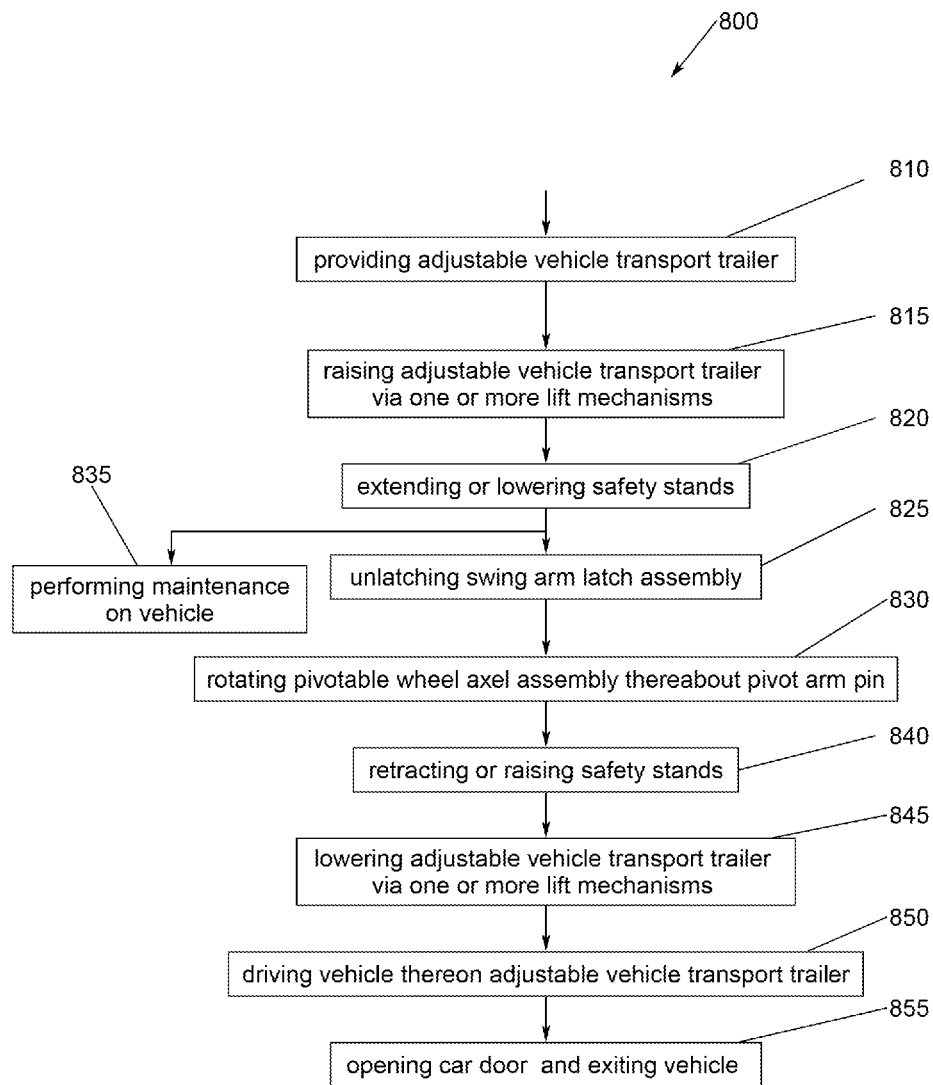 800
810
providing adjustable vehicle transport trailer
815
raising adjustable vehicle transport trailer
via one or more lift mechanisms
820
extending or lowering safety stands
835
825
performing maintenance
on vehicle
unlatching swing arm latch assembly
830
rotating pivotable wheel axel assembly thereabout pivot arm pin
840
retracting or raising safety stands
845
lowering adjustable vehicle transport trailer
via one or more lift mechanisms
850
driving vehicle thereon adjustable vehicle transport trailer
855
opening car door and exiting vehicle